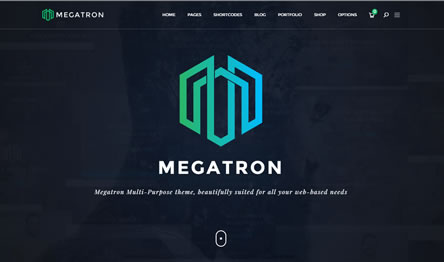 MEGATRON
HOME PAGES SHORTCODES BLOG PORTFOLIO SHOP OPTIONS
MEGATRON
Megatron Multi-Purpose theme, beautifully suited for all your web-based needs